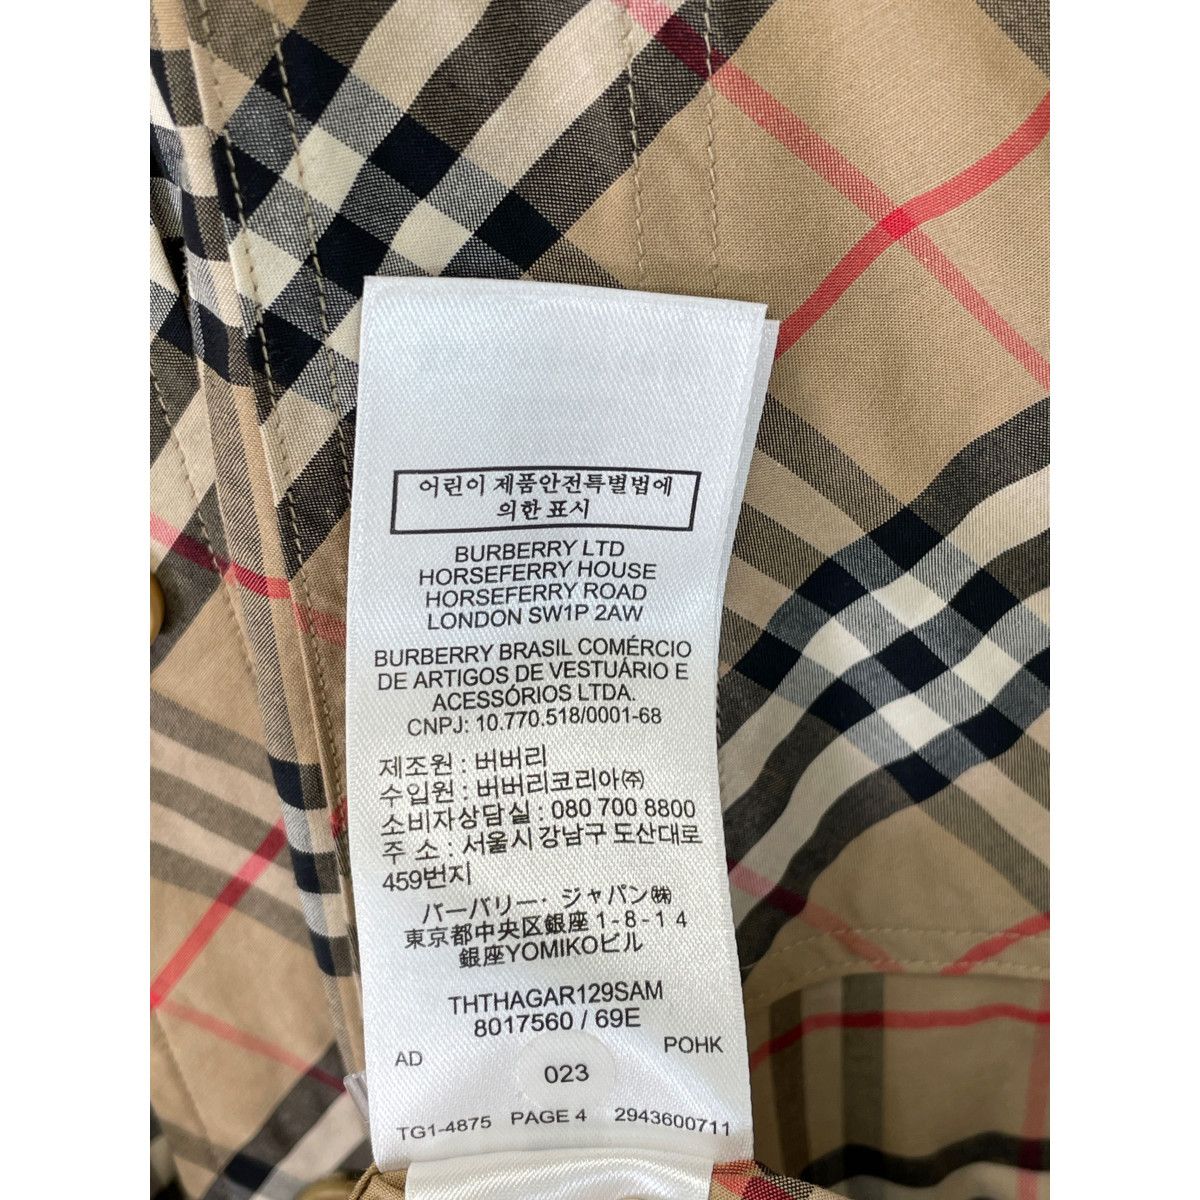 어린이 제품안전특별법에
의한 표시
BURBERRY LTD
HORSEFERRY HOUSE
HORSEFERRY ROAD
LONDON SW1P 2AW
BURBERRY BRASIL COMÉRCIO
DE ARTIGOS DE VESTUÁRIO E
ACESSÓRIOS LTDA.
CNPJ: 10.770.518/0001-68
제조원 : 버버리
수입원 : 버버리코리아㈜
소비자상담실 : 080 700 8800
주 소 : 서울시 강남구 도산대로
459번지
バーバリー・ジャパン㈱
東京都中央区銀座1-8-14
銀座YOMIKOビル
THTHAGAR129SAM
8017560 / 69E
AD POHK
023
TG1-4875 PAGE 4 2943600711